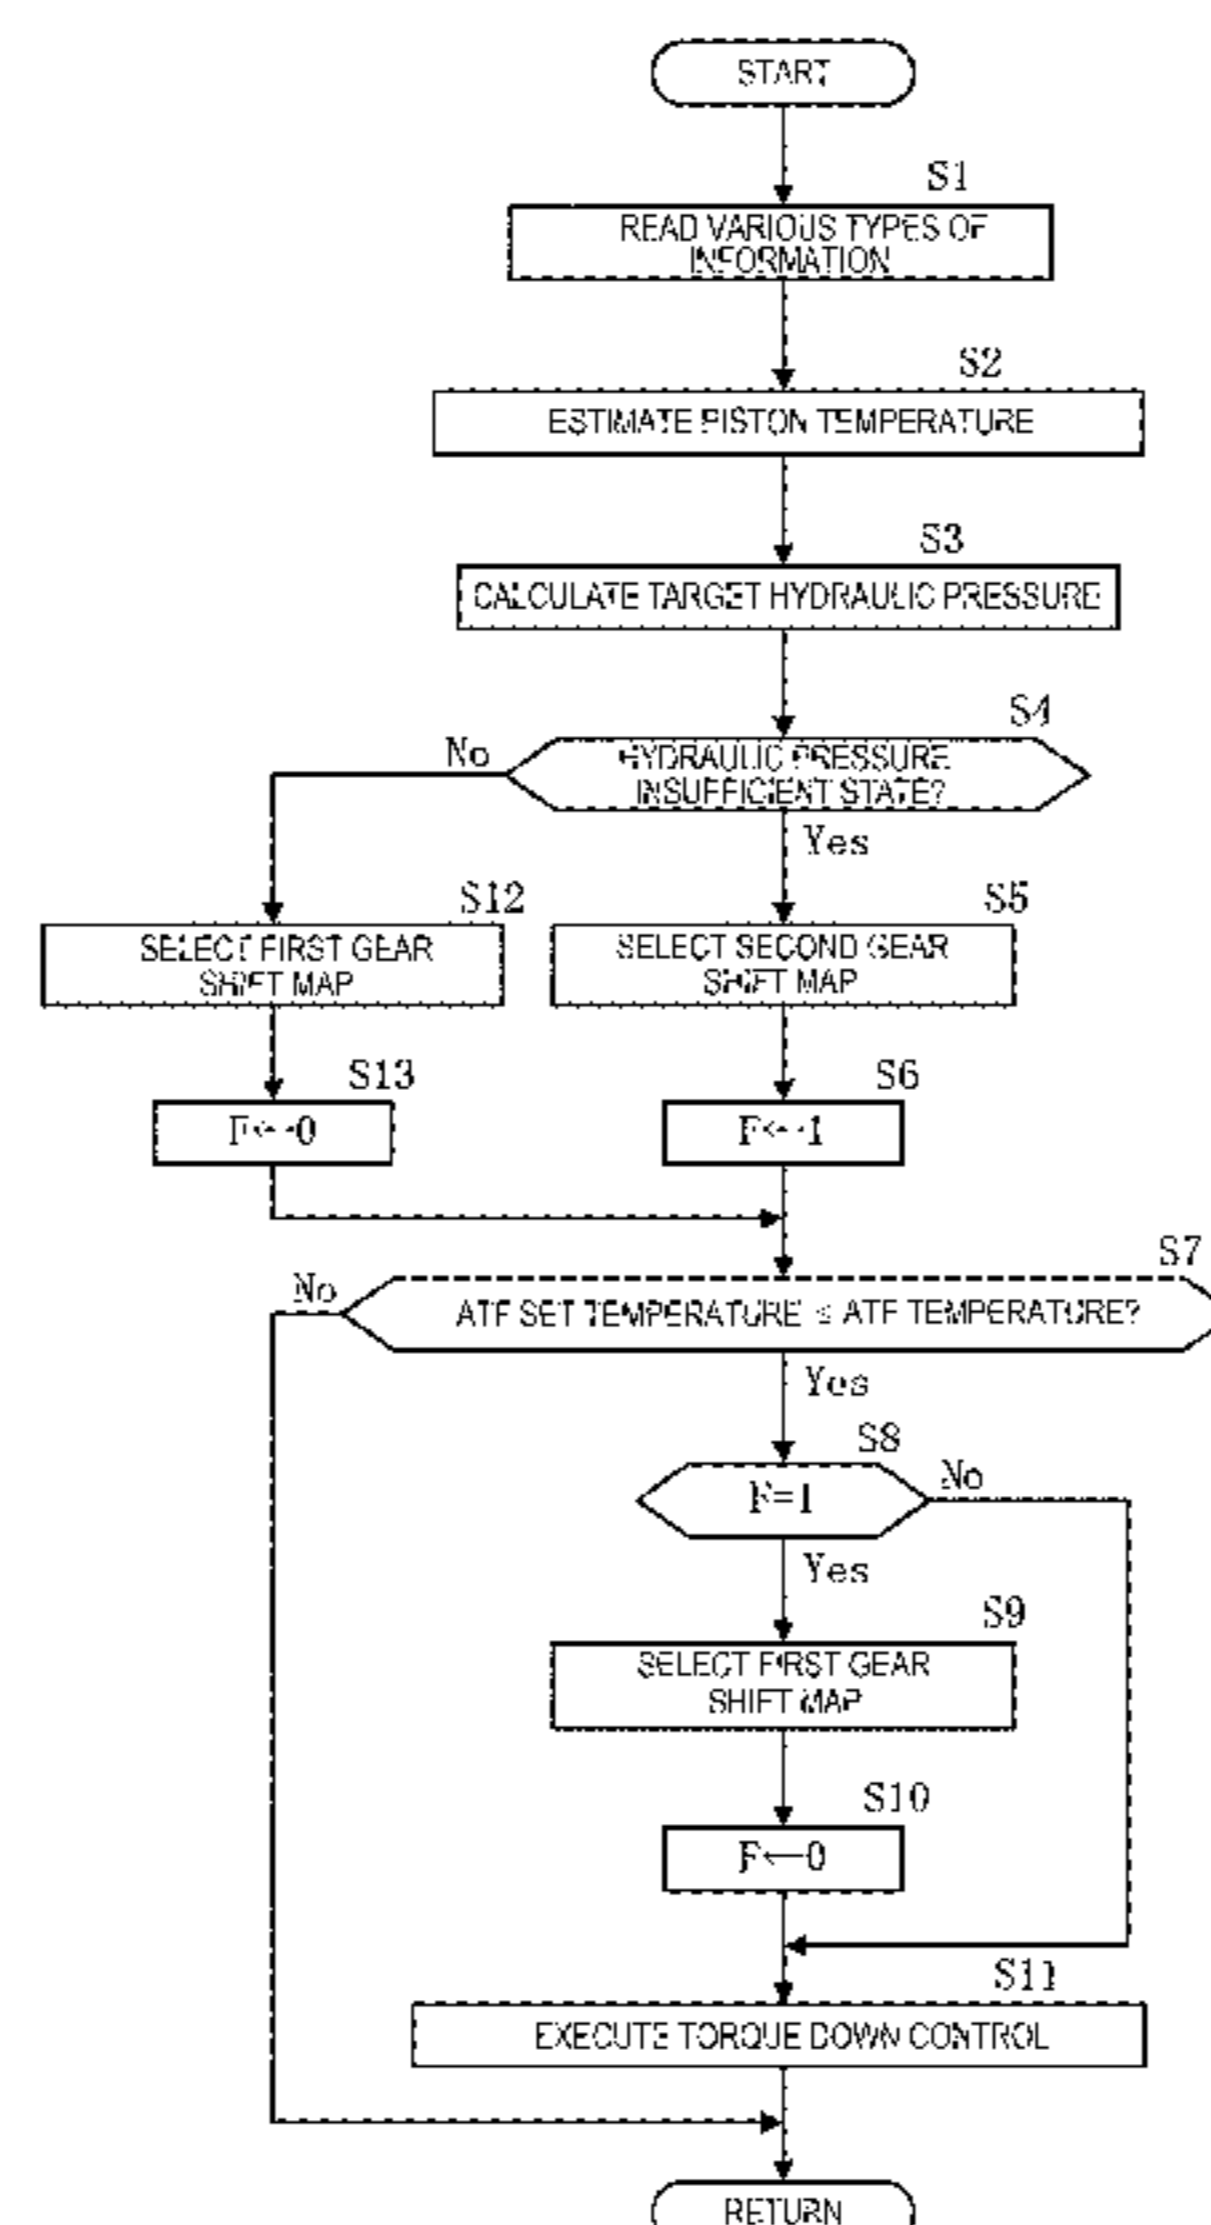 START
S1
READ VARIOUS TYPES OF
INFORMATION
S2
ESTIMATE PISTON TEMPERATURE
S3
CALCULATE TARGET HYDRAULIC PRESSURE
S4
No
HYDRAULIC PRESSURE
INSUFFICIENT STATE?
Yes
S12
S5
SELECT FIRST GEAR
SHIFT MAP
SELECT SECOND GEAR
SHIFT MAP
S13
S6
F←0
F←1
S7
No
ATF SET TEMPERATURE ≤ ATF TEMPERATURE?
Yes
S8
F=1
No
Yes
S9
SELECT FIRST GEAR
SHIFT MAP
S10
F←0
S11
EXECUTE TORQUE DOWN CONTROL
RETURN